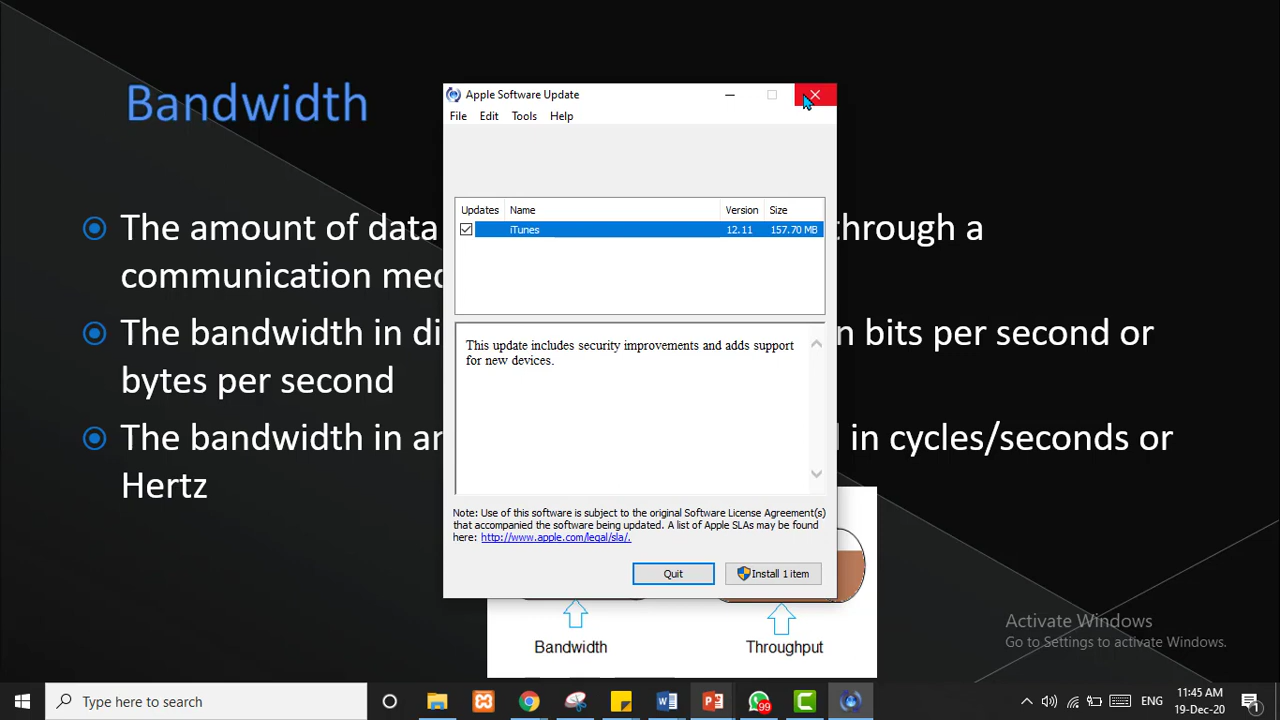 Bandwidth
Apple Software Update
File Edit Tools Help
Updates Name Version Size
iTunes 12.11 157.70 MB
This update includes security improvements and adds support
for new devices.
Note: Use of this software is subject to the original Software License Agreement(s)
that accompanied the software being updated. A list of Apple SLAs may be found
here: http://www.apple.com/legal/sla/.
Quit Install 1 item
The amount of data through a
communication
The bandwidth in bits per second or
bytes per second
The bandwidth in in cycles/seconds or
Hertz
Bandwidth Throughput
Activate Windows
Go to Settings to activate Windows.
Type here to search
99
ENG
11:45 AM
19-Dec-20
1